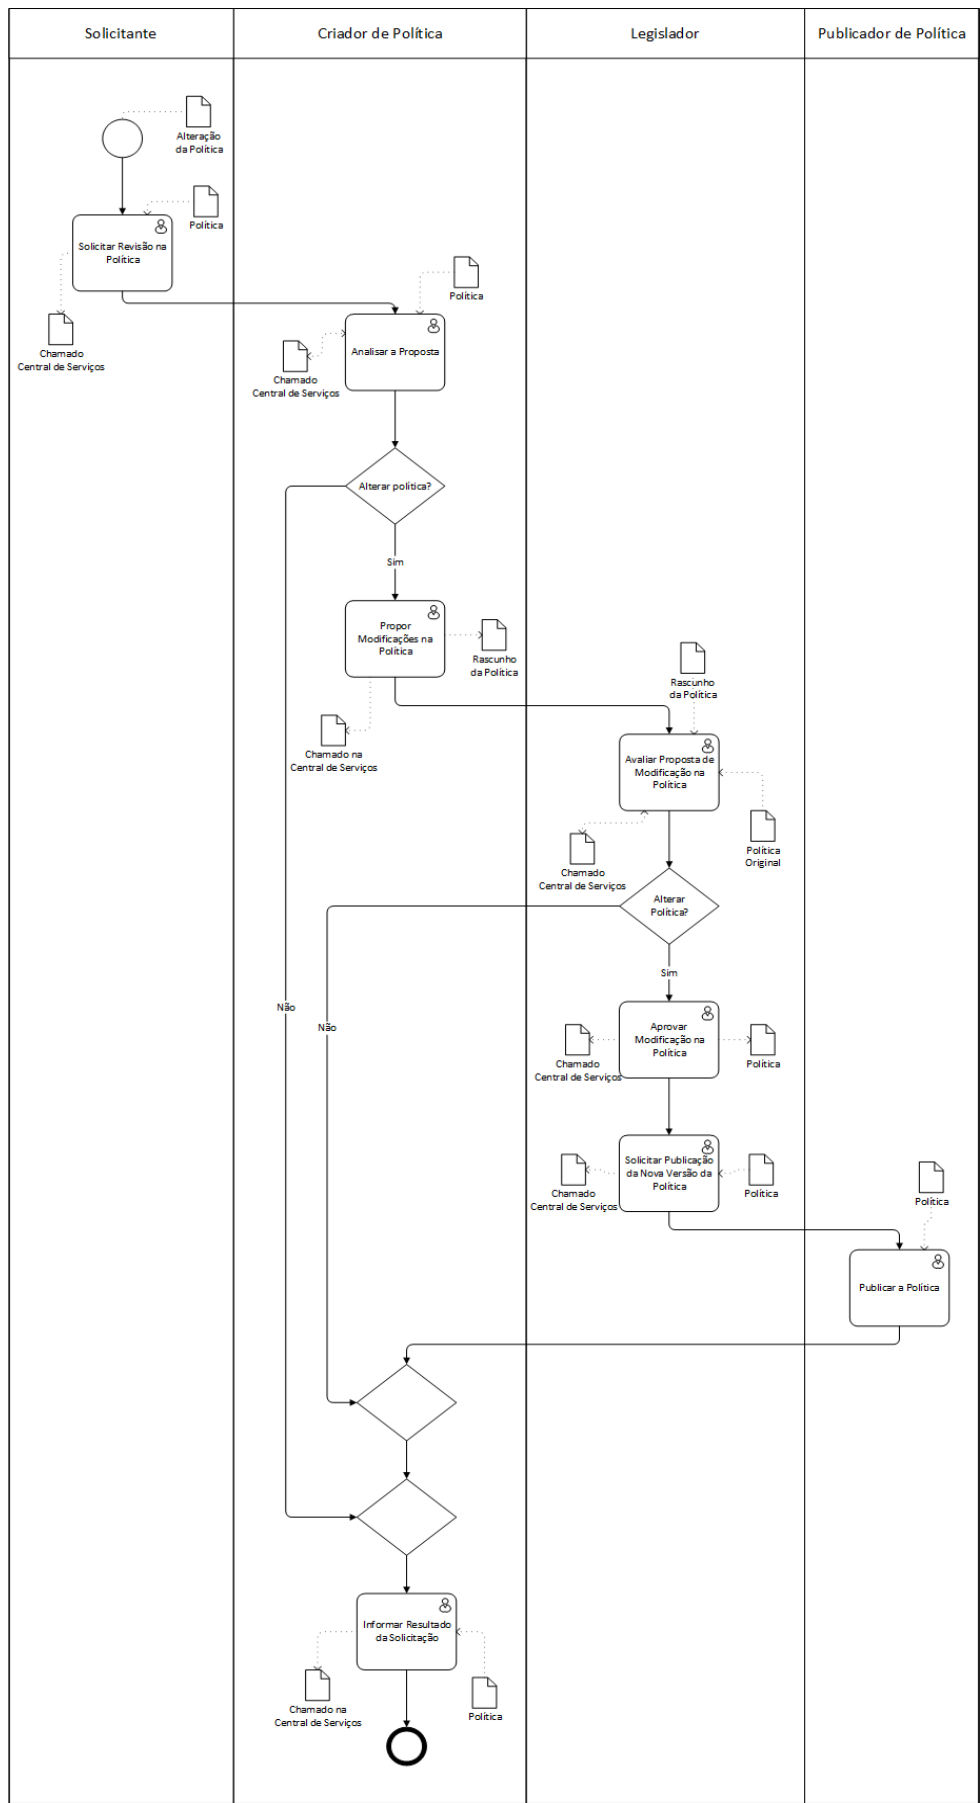 Solicitante
Criador de Política
Legislador
Publicador de Política
Alteração
da Política
Política
Solicitar Revisão na
Política
Chamado
Central de Serviços
Política
Analisar a Proposta
Chamado
Central de Serviços
Alterar política?
Sim
Propor
Modificações na
Política
Rascunho
da Política
Chamado na
Central de Serviços
Rascunho
da Política
Avaliar Proposta de
Modificação na
Política
Política
Original
Chamado
Central de Serviços
Alterar
Política?
Sim
Não
Não
Aprovar
Modificação na
Política
Chamado
Central de Serviços
Política
Solicitar Publicação
da Nova Versão da
Política
Chamado
Central de Serviços
Política
Política
Publicar a Política
Informar Resultado
da Solicitação
Chamado na
Central de Serviços
Política